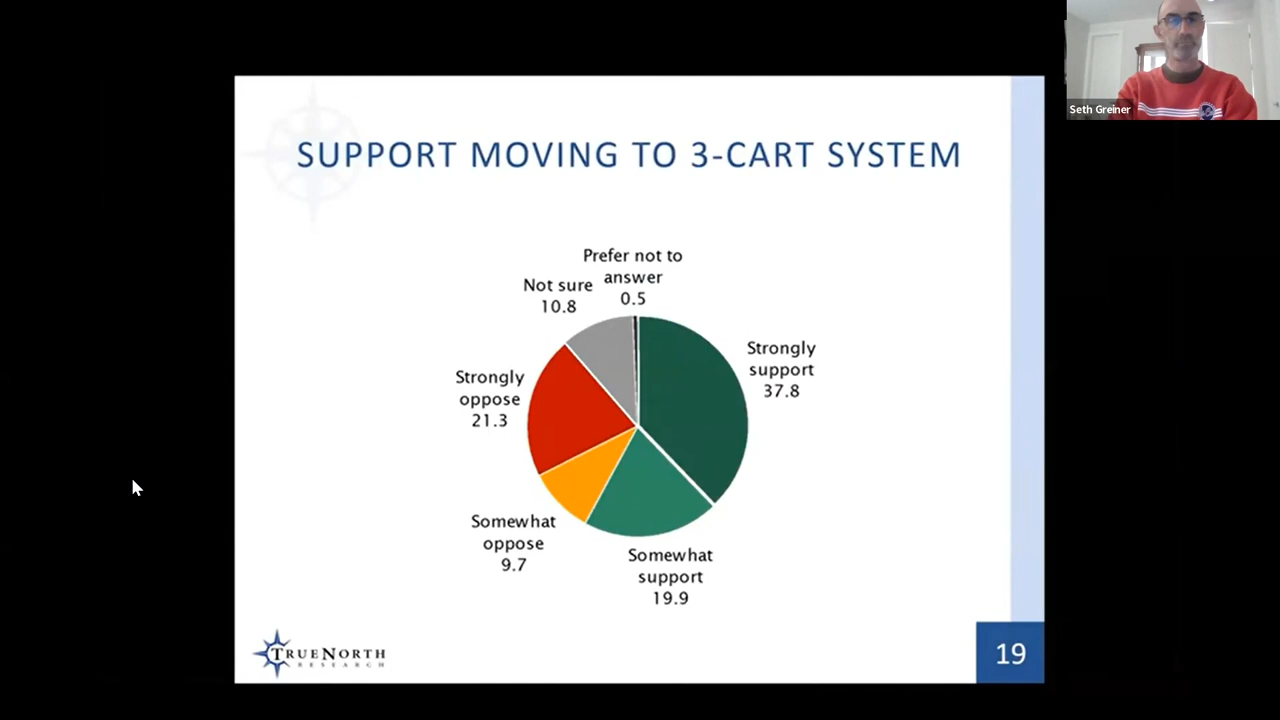 Seth Greiner
SUPPORT MOVING TO 3-CART SYSTEM
Prefer not to
answer
0.5
Not sure
10.8
Strongly
support
37.8
Strongly
oppose
21.3
Somewhat
oppose
9.7
Somewhat
support
19.9
TRUENORTH
RESEARCH
19